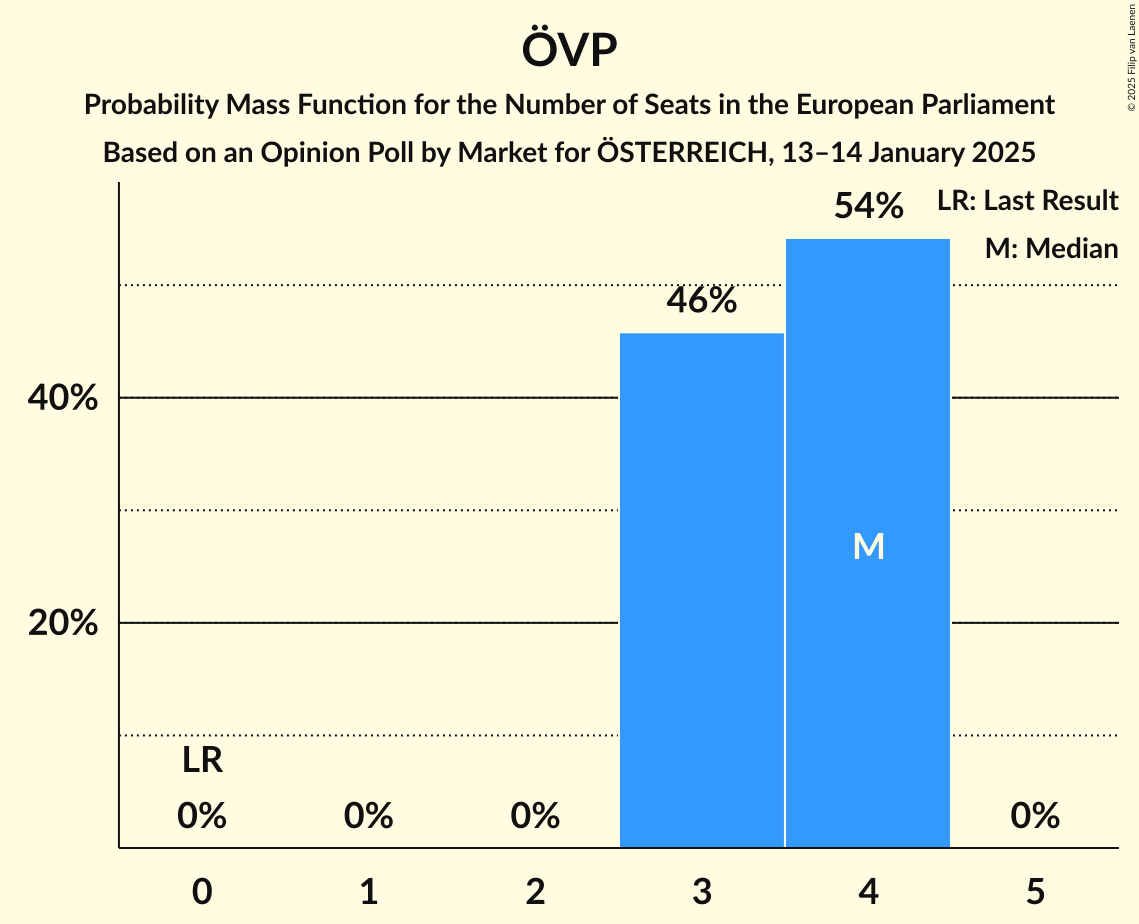 ÖVP
Probability Mass Function for the Number of Seats in the European Parliament
Based on an Opinion Poll by Market for ÖSTERREICH, 13–14 January 2025
© 2025 Filip van Laenen
LR: Last Result
M: Median
54%
46%
40%
M
20%
LR
0% 0% 0% 0%
0 1 2 3 4 5